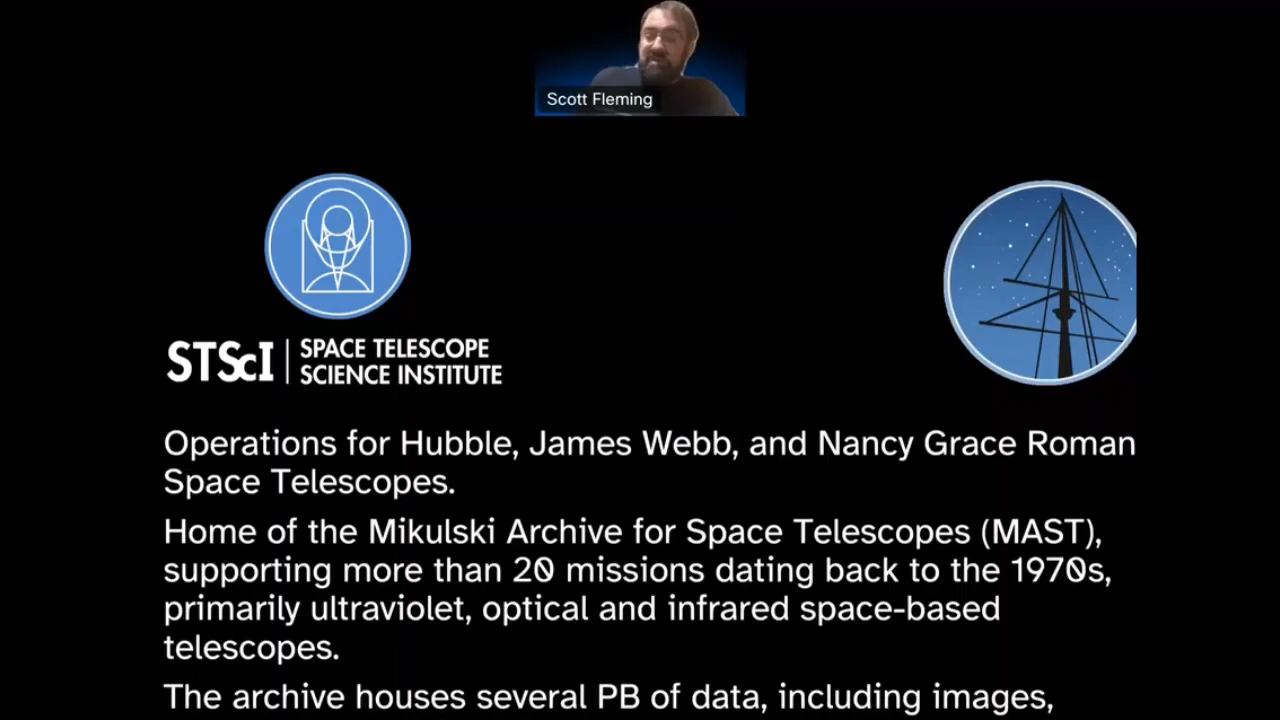 Scott Fleming
STScI | SPACE TELESCOPE
SCIENCE INSTITUTE
Operations for Hubble, James Webb, and Nancy Grace Roman
Space Telescopes.
Home of the Mikulski Archive for Space Telescopes (MAST),
supporting more than 20 missions dating back to the 1970s,
primarily ultraviolet, optical and infrared space-based
telescopes.
The archive houses several PB of data, including images,